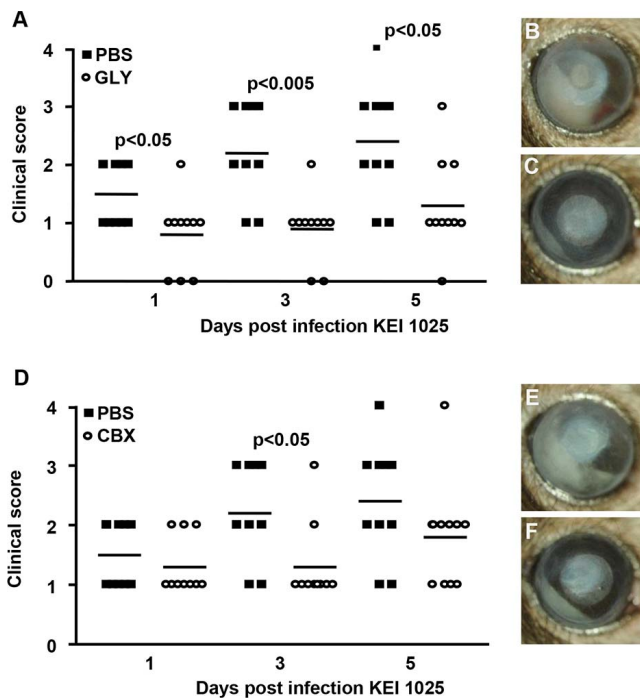 A
PBS
GLY
p<0.05
p<0.005
p<0.05
Clinical score
4
3
2
1
0
1 3 5
Days post infection KEI 1025
B
C
D
PBS
CBX
p<0.05
Clinical score
4
3
2
1
0
1 3 5
Days post infection KEI 1025
E
F